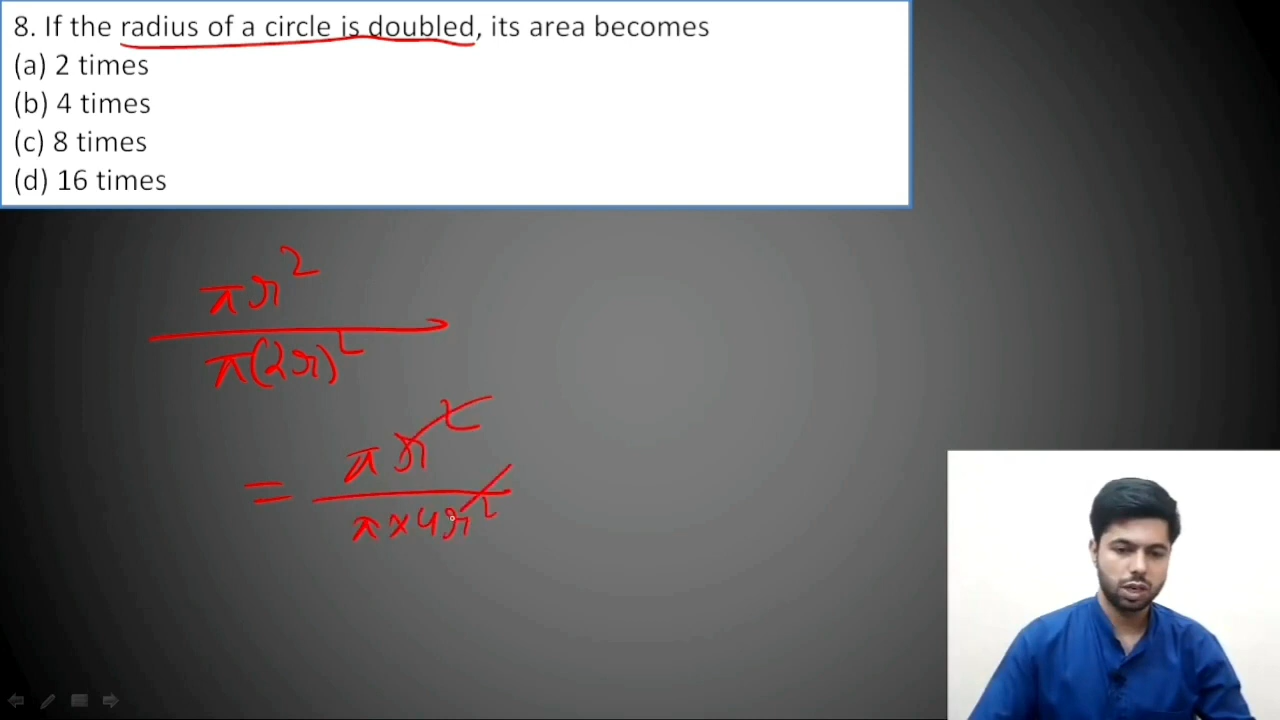 8. If the radius of a circle is doubled, its area becomes
(a) 2 times
(b) 4 times
(c) 8 times
(d) 16 times
πr²
π(2r)²
= πr²
π×4r²